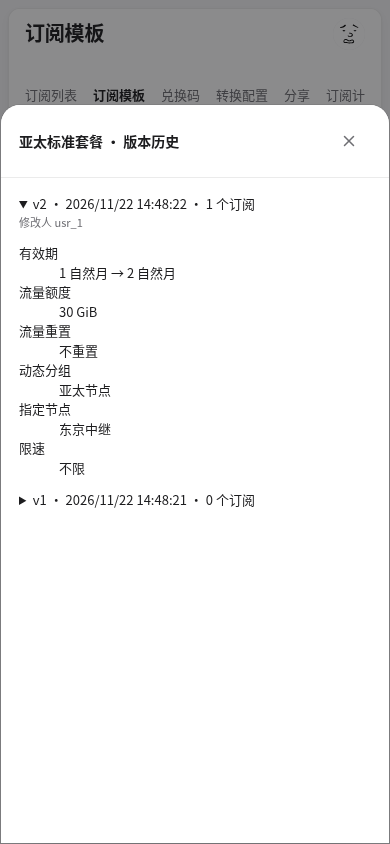 订阅模板
订阅列表 订阅模板 兑换码 转换配置 分享 订阅计
亚太标准套餐 · 版本历史
v2 · 2026/11/22 14:48:22 · 1 个订阅
修改人 usr_1
有效期
1 自然月 → 2 自然月
流量额度
30 GiB
流量重置
不重置
动态分组
亚太节点
指定节点
东京中继
限速
不限
v1 · 2026/11/22 14:48:21 · 0 个订阅